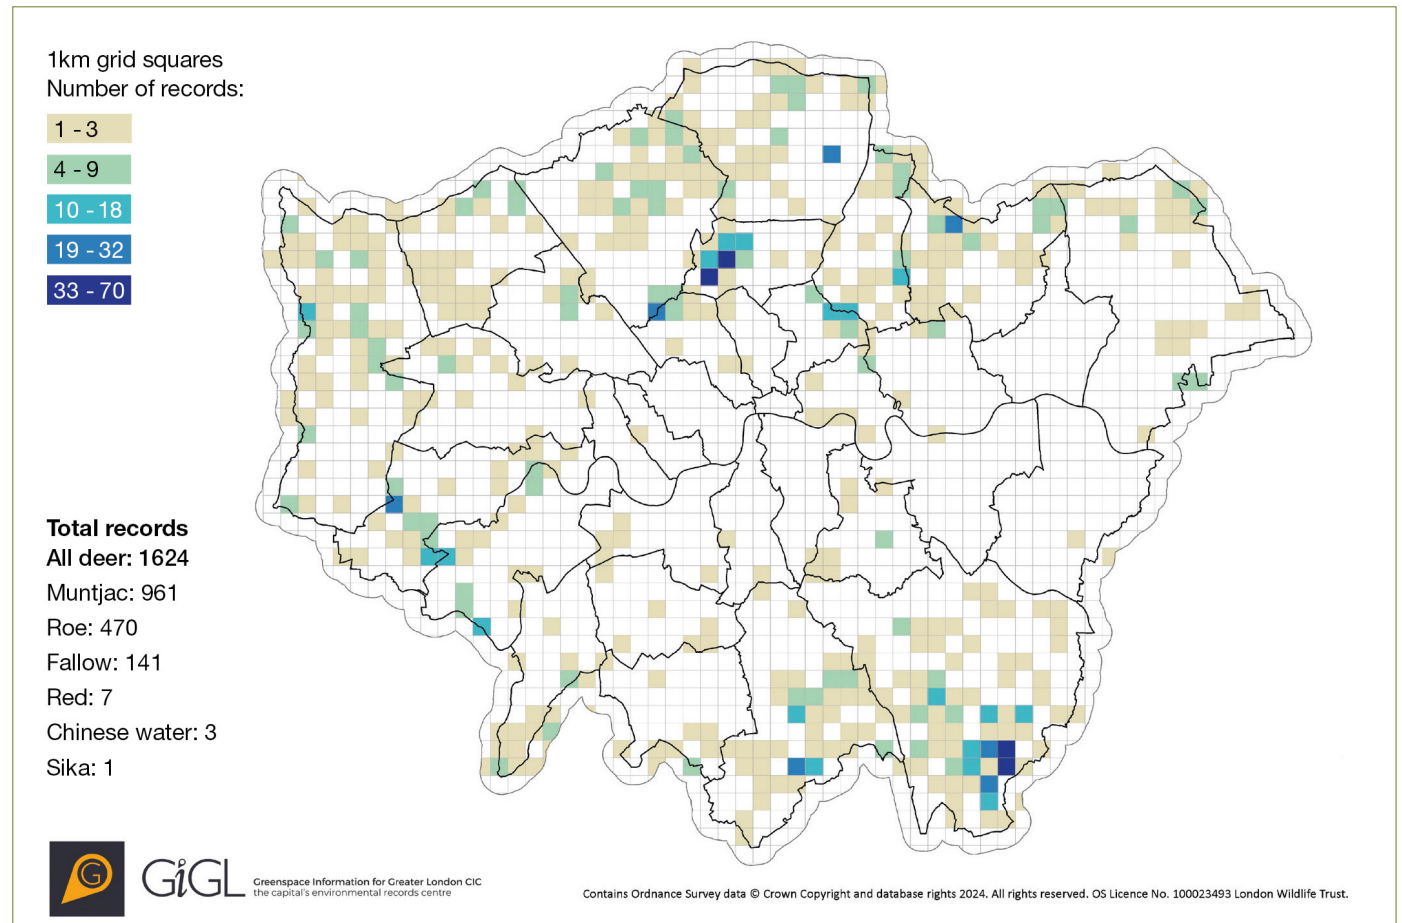 1km grid squares
Number of records:
1 - 3
4 - 9
10 - 18
19 - 32
33 - 70
Total records
All deer: 1624
Muntjac: 961
Roe: 470
Fallow: 141
Red: 7
Chinese water: 3
Sika: 1
G
GiGL
Greenspace Information for Greater London CIC
the capital's environmental records centre
Contains Ordnance Survey data © Crown Copyright and database rights 2024. All rights reserved. OS Licence No. 100023493 London Wildlife Trust.